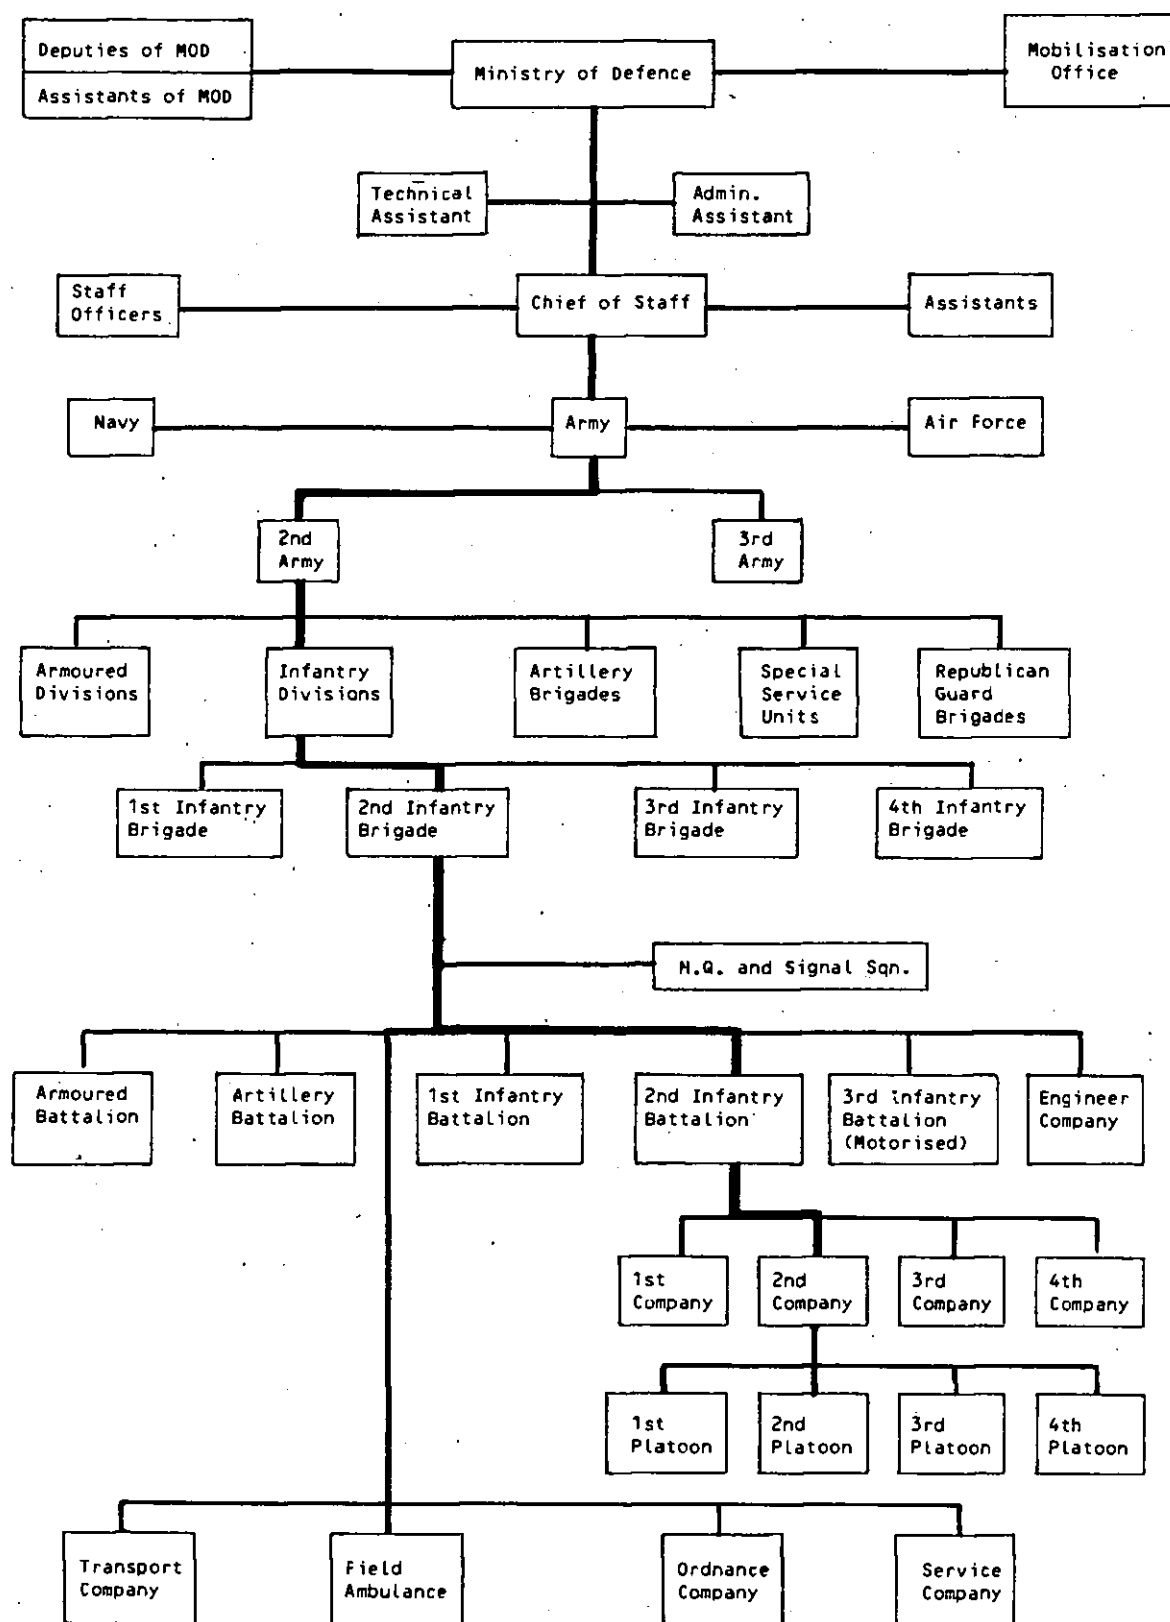 Deputies of MOD
Assistants of MOD
Ministry of Defence
Mobilisation
Office
Technical
Assistant
Admin.
Assistant
Staff
Officers
Chief of Staff
Assistants
Navy
Army
Air Force
2nd
Army
3rd
Army
Armoured
Divisions
Infantry
Divisions
Artillery
Brigades
Special
Service
Units
Republican
Guard
Brigades
1st Infantry
Brigade
2nd Infantry
Brigade
3rd Infantry
Brigade
4th Infantry
Brigade
H.Q. and Signal Sqn.
Armoured
Battalion
Artillery
Battalion
1st Infantry
Battalion
2nd Infantry
Battalion
3rd Infantry
Battalion
(Motorised)
Engineer
Company
1st
Company
2nd
Company
3rd
Company
4th
Company
1st
Platoon
2nd
Platoon
3rd
Platoon
4th
Platoon
Transport
Company
Field
Ambulance
Ordnance
Company
Service
Company